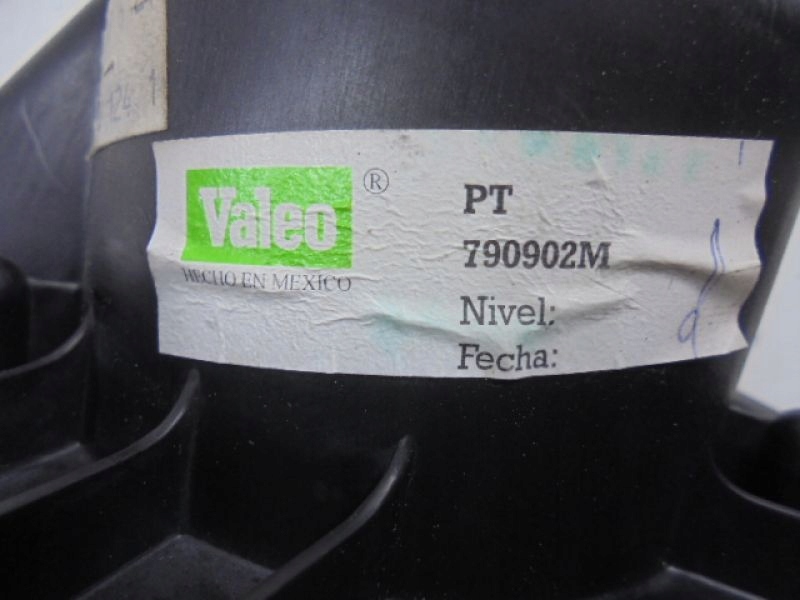 Valeo ®
HECHO EN MEXICO
PT
790902M
Nivel:
Fecha: